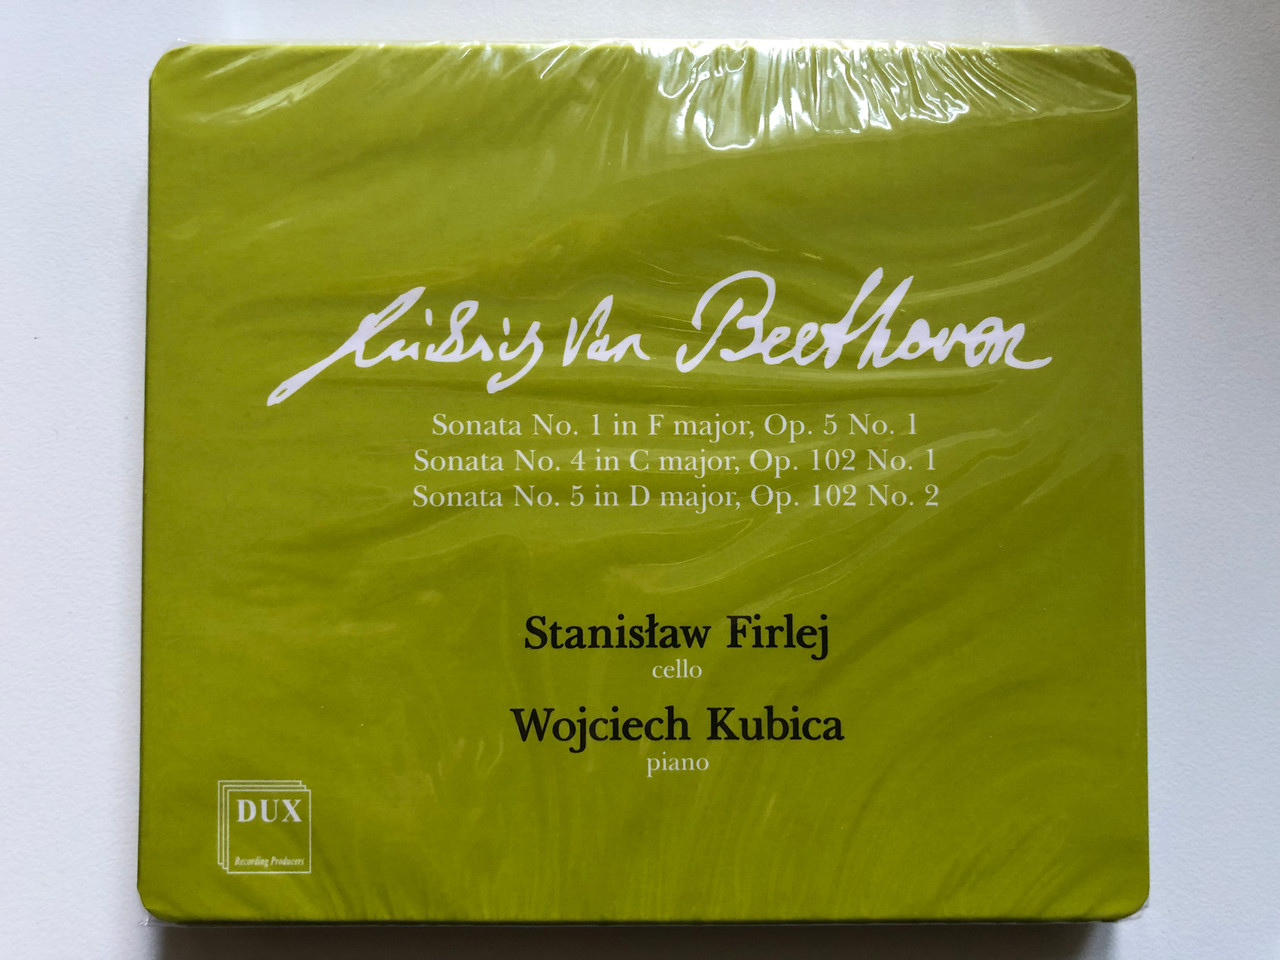 Ludwig Van Beethoven
Sonata No. 1 in F major, Op. 5 No. 1
Sonata No. 4 in C major, Op. 102 No. 1
Sonata No. 5 in D major, Op. 102 No. 2
Stanisław Firlej
cello
Wojciech Kubica
piano
DUX
Recording Producers